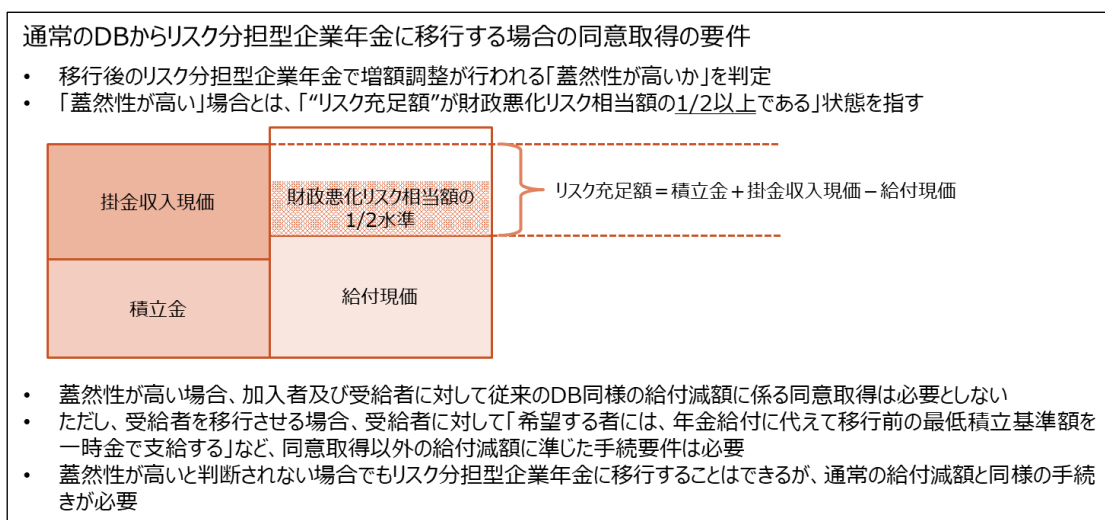 通常のDBからリスク分担型企業年金に移行する場合の同意取得の要件
• 移行後のリスク分担型企業年金で増額調整が行われる「蓋然性が高いか」を判定
• 「蓋然性が高い」場合とは、「“リスク充足額”が財政悪化リスク相当額の1/2以上である」状態を指す
掛金収入現価
財政悪化リスク相当額の
1/2水準
リスク充足額＝積立金＋掛金収入現価－給付現価
積立金
給付現価
• 蓋然性が高い場合、加入者及び受給者に対して従来のDB同様の給付減額に係る同意取得は必要としない
• ただし、受給者を移行させる場合、受給者に対して「希望する者には、年金給付に代えて移行前の最低積立基準額を
一時金で支給する」など、同意取得以外の給付減額に準じた手続要件は必要
• 蓋然性が高いと判断されない場合でもリスク分担型企業年金に移行することはできるが、通常の給付減額と同様の手続
きが必要